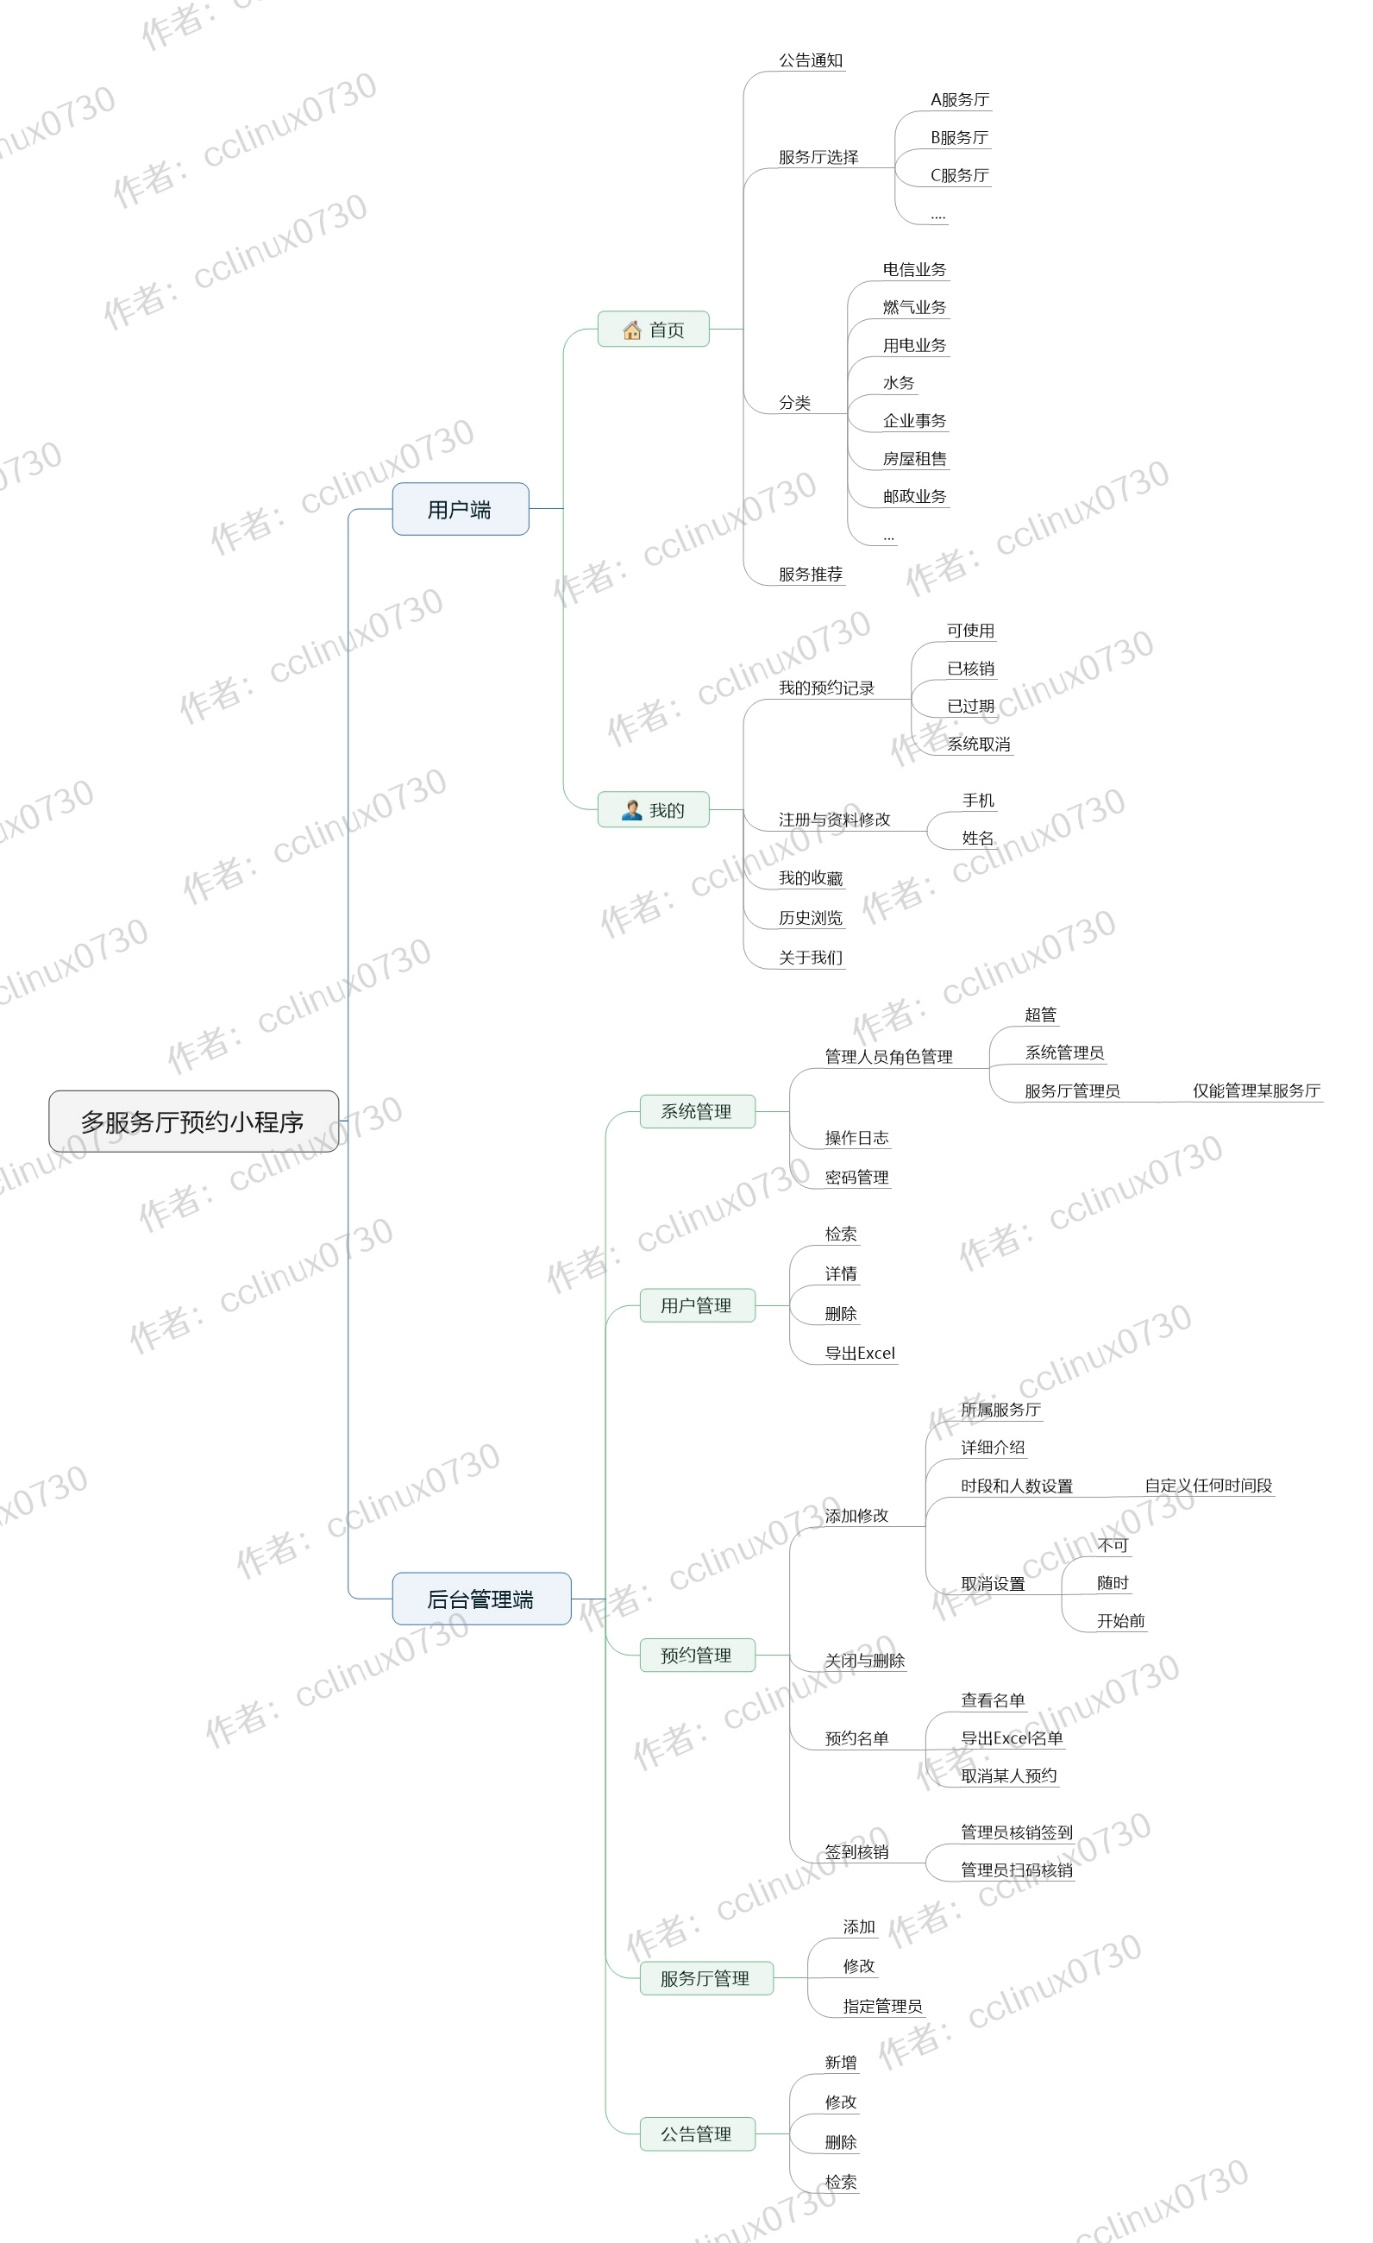 多服务厅预约小程序
用户端
首页
公告通知
服务厅选择
A服务厅
B服务厅
C服务厅
....
分类
电信业务
燃气业务
用电业务
水务
企业事务
房屋租售
邮政业务
...
服务推荐
我的
我的预约记录
可使用
已核销
已过期
系统取消
注册与资料修改
手机
姓名
我的收藏
历史浏览
关于我们
后台管理端
系统管理
管理人员角色管理
超管
系统管理员
服务厅管理员
仅能管理某服务厅
操作日志
密码管理
用户管理
检索
详情
删除
导出Excel
预约管理
添加修改
所属服务厅
详细介绍
时段和人数设置
自定义任何时间段
取消设置
不可
随时
开始前
关闭与删除
预约名单
查看名单
导出Excel名单
取消某人预约
签到核销
管理员核销签到
管理员扫码核销
服务厅管理
添加
修改
指定管理员
公告管理
新增
修改
删除
检索
作者：cclinux0730